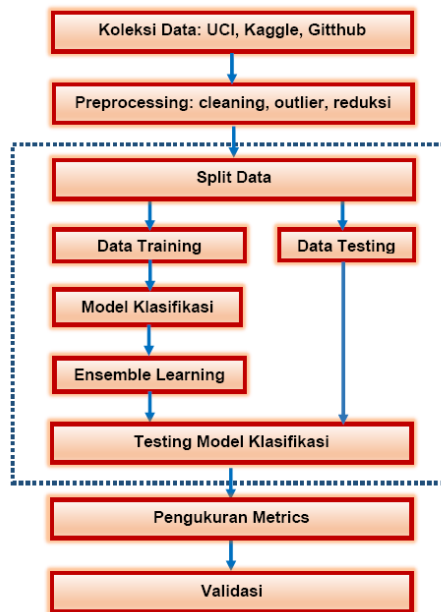 Koleksi Data: UCI, Kaggle, Gitthub
Preprocessing: cleaning, outlier, reduksi
Split Data
Data Training
Data Testing
Model Klasifikasi
Ensemble Learning
Testing Model Klasifikasi
Pengukuran Metrics
Validasi